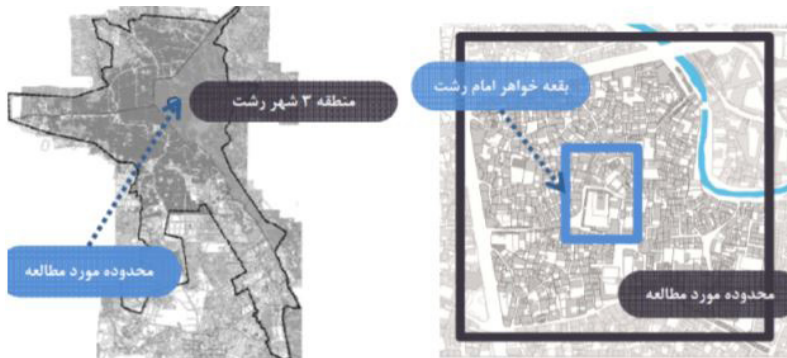 منطقه ۳ شهر رشت
محدوده مورد مطالعه
بقعه خواهر امام رشت
محدوده مورد مطالعه